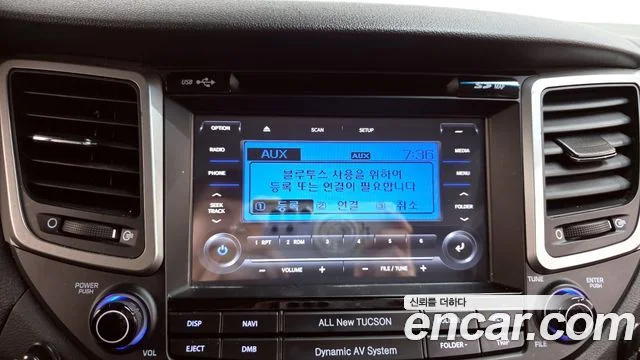 USB
OPTION
SCAN
SETUP
RADIO
MEDIA
AUX
AUX
7:36
PHONE
MENU
블루투스 사용을 위하여
등록 또는 연결이 필요합니다
1 등록 2 연결 3 취소
SEEK
TRACK
FOLDER
1 RPT
2 RDM
3
4
5
6
- VOLUME +
- FILE / TUNE +
POWER
PUSH
TUNE
ENTER
PUSH
신뢰를 더하다
encar.com
VOL
FILE
DISP
NAVI
ALL New TUCSON
EJECT
DMB
Dynamic AV System
FOLDER
TRK